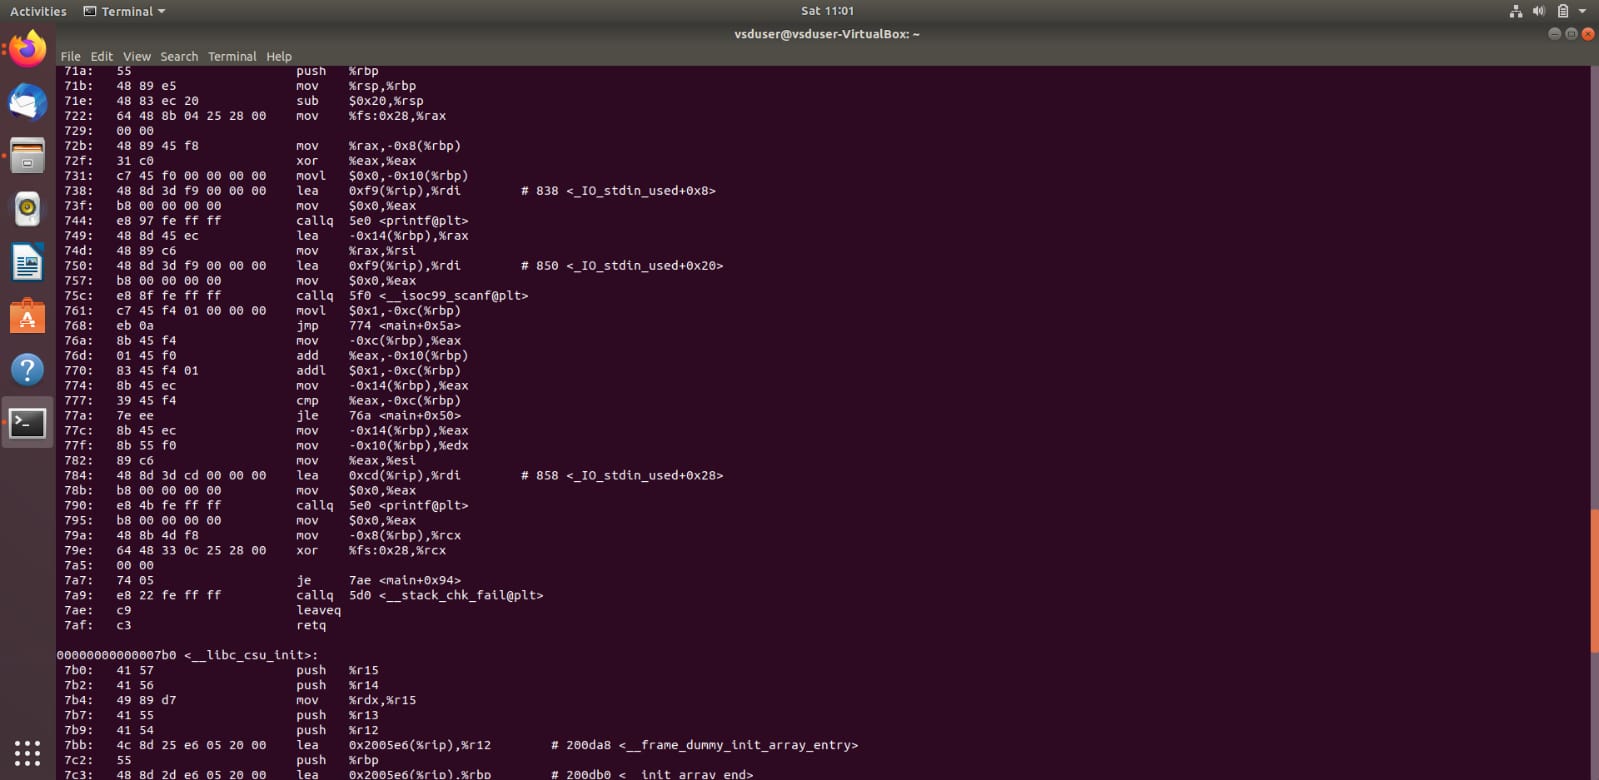 Activities Terminal Sat 11:01
vsduser@vsduser-VirtualBox: ~
File Edit View Search Terminal Help
71a: 55 push %rbp
71b: 48 89 e5 mov %rsp,%rbp
71e: 48 83 ec 20 sub $0x20,%rsp
722: 64 48 8b 04 25 28 00 mov %fs:0x28,%rax
729: 00 00
72b: 48 89 45 f8 mov %rax,-0x8(%rbp)
72f: 31 c0 xor %eax,%eax
731: c7 45 f0 00 00 00 00 movl $0x0,-0x10(%rbp)
738: 48 8d 3d f9 00 00 00 lea 0xf9(%rip),%rdi # 838 <_IO_stdin_used+0x8>
73f: b8 00 00 00 00 mov $0x0,%eax
744: e8 97 fe ff ff callq 5e0 <printf@plt>
749: 48 8d 45 ec lea -0x14(%rbp),%rax
74d: 48 89 c6 mov %rax,%rsi
750: 48 8d 3d f9 00 00 00 lea 0xf9(%rip),%rdi # 850 <_IO_stdin_used+0x20>
757: b8 00 00 00 00 mov $0x0,%eax
75c: e8 8f fe ff ff callq 5f0 <__isoc99_scanf@plt>
761: c7 45 f4 01 00 00 00 movl $0x1,-0xc(%rbp)
768: eb 0a jmp 774 <main+0x5a>
76a: 8b 45 f4 mov -0xc(%rbp),%eax
76d: 01 45 f0 add %eax,-0x10(%rbp)
770: 83 45 f4 01 addl $0x1,-0xc(%rbp)
774: 8b 45 ec mov -0x14(%rbp),%eax
777: 39 45 f4 cmp %eax,-0xc(%rbp)
77a: 7e ee jle 76a <main+0x50>
77c: 8b 45 ec mov -0x14(%rbp),%eax
77f: 8b 55 f0 mov -0x10(%rbp),%edx
782: 89 c6 mov %eax,%esi
784: 48 8d 3d cd 00 00 00 lea 0xcd(%rip),%rdi # 858 <_IO_stdin_used+0x28>
78b: b8 00 00 00 00 mov $0x0,%eax
790: e8 4b fe ff ff callq 5e0 <printf@plt>
795: b8 00 00 00 00 mov $0x0,%eax
79a: 48 8b 4d f8 mov -0x8(%rbp),%rcx
79e: 64 48 33 0c 25 28 00 xor %fs:0x28,%rcx
7a5: 00 00
7a7: 74 05 je 7ae <main+0x94>
7a9: e8 22 fe ff ff callq 5d0 <__stack_chk_fail@plt>
7ae: c9 leaveq
7af: c3 retq
00000000000007b0 <__libc_csu_init>:
7b0: 41 57 push %r15
7b2: 41 56 push %r14
7b4: 49 89 d7 mov %rdx,%r15
7b7: 41 55 push %r13
7b9: 41 54 push %r12
7bb: 4c 8d 25 e6 05 20 00 lea 0x2005e6(%rip),%r12 # 200da8 <__frame_dummy_init_array_entry>
7c2: 55 push %rbp
7c3: 48 8d 2d e6 05 20 00 lea 0x2005e6(%rip),%rbp # 200db0 <__init_array_end>